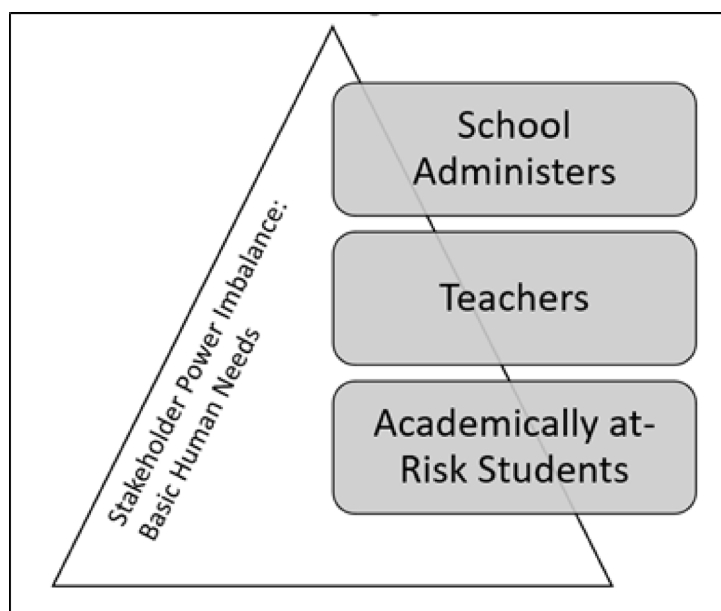 School
Administers
Teachers
Academically at-
Risk Students
Stakeholder Power Imbalance:
Basic Human Needs